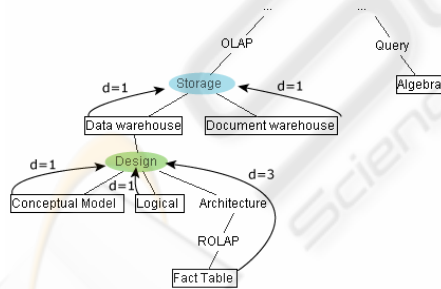 ... ...
OLAP Query
Storage Algebra
d=1 d=1
Data warehouse Document warehouse
d=1 Design d=3
d=1
Conceptual Model Logical Architecture
ROLAP
Fact Table
Scienc